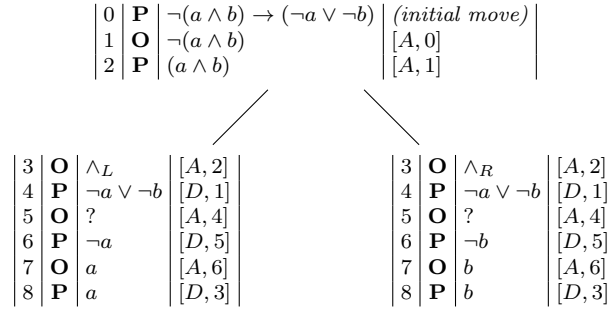 0 P ¬(a ∧ b) → (¬a ∨ ¬b) (initial move)
1 O ¬(a ∧ b) [A, 0]
2 P (a ∧ b) [A, 1]
3 O ∧L [A, 2]
4 P ¬a ∨ ¬b [D, 1]
5 O ? [A, 4]
6 P ¬a [D, 5]
7 O a [A, 6]
8 P a [D, 3]
3 O ∧R [A, 2]
4 P ¬a ∨ ¬b [D, 1]
5 O ? [A, 4]
6 P ¬b [D, 5]
7 O b [A, 6]
8 P b [D, 3]